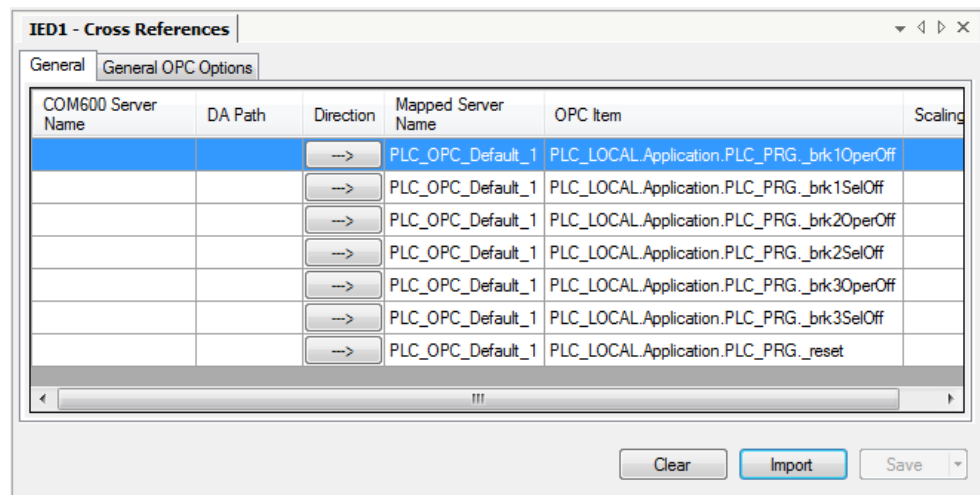 IED1 - Cross References
General General OPC Options
COM600 Server Name DA Path Direction Mapped Server Name OPC Item Scaling
---> PLC_OPC_Default_1 PLC_LOCAL.Application.PLC_PRG._brk1OperOff
---> PLC_OPC_Default_1 PLC_LOCAL.Application.PLC_PRG._brk1SelOff
---> PLC_OPC_Default_1 PLC_LOCAL.Application.PLC_PRG._brk2OperOff
---> PLC_OPC_Default_1 PLC_LOCAL.Application.PLC_PRG._brk2SelOff
---> PLC_OPC_Default_1 PLC_LOCAL.Application.PLC_PRG._brk3OperOff
---> PLC_OPC_Default_1 PLC_LOCAL.Application.PLC_PRG._brk3SelOff
---> PLC_OPC_Default_1 PLC_LOCAL.Application.PLC_PRG._reset
Clear Import Save